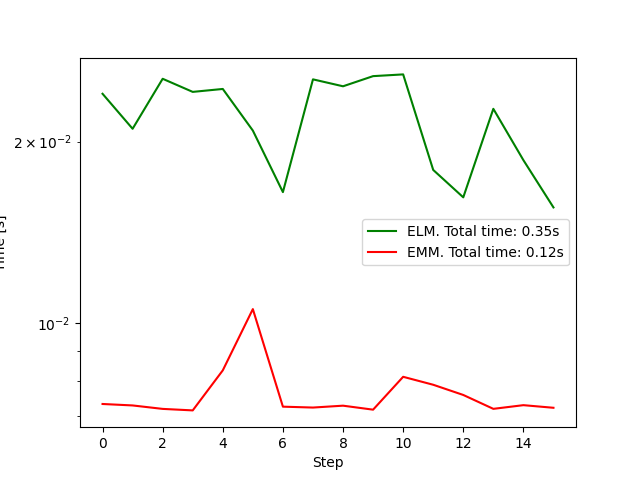 2 × 10⁻²
10⁻²
Time [s]
ELM. Total time: 0.35s
EMM. Total time: 0.12s
0 2 4 6 8 10 12 14
Step